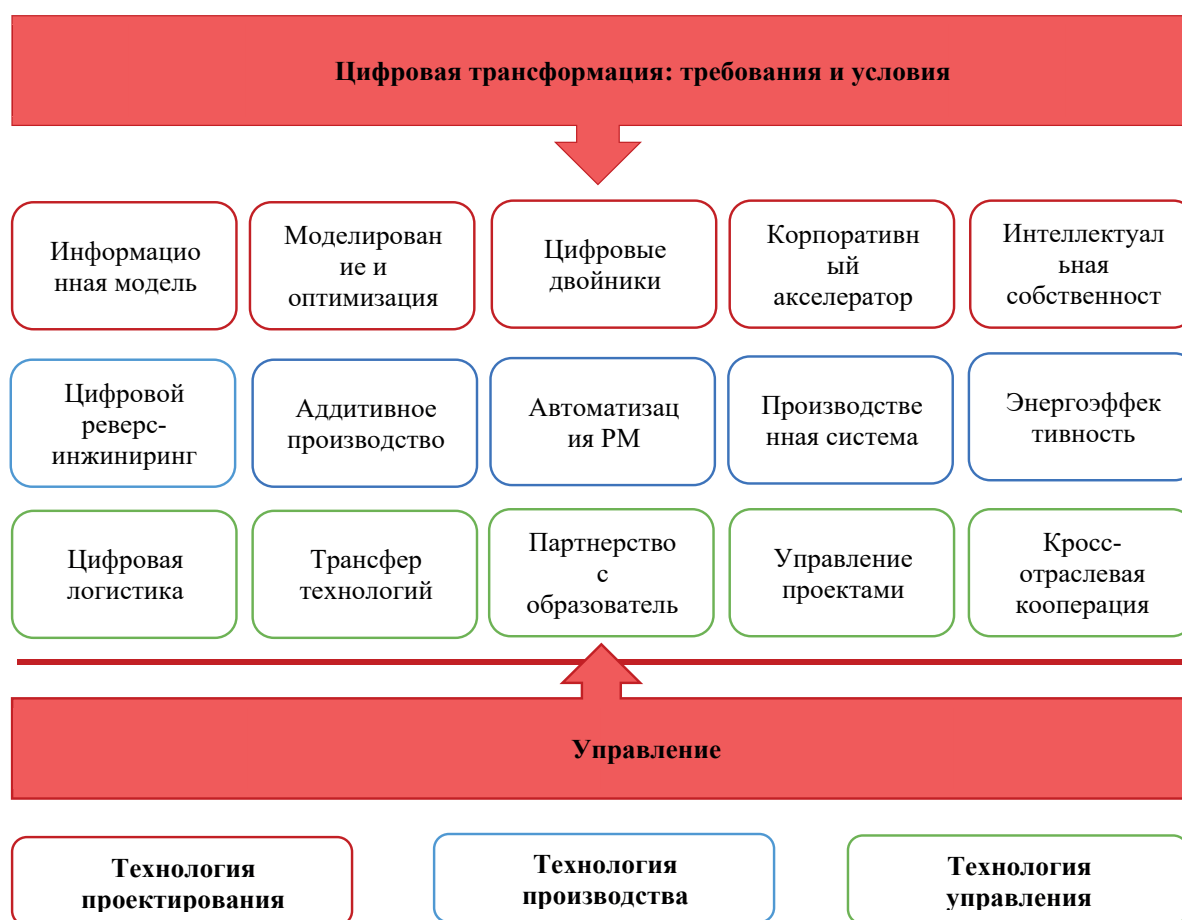 Цифровая трансформация: требования и условия
Информацио
нная модель
Моделирован
ие и
оптимизация
Цифровые
двойники
Корпоративн
ый
акселератор
Интеллектуал
ьная
собственност
Цифровой
реверс-
инжиниринг
Аддитивное
производство
Автоматизац
ия РМ
Производстве
нная система
Энергоэффек
тивность
Цифровая
логистика
Трансфер
технологий
Партнерство
с
образователь
Управление
проектами
Кросс-
отраслевая
кооперация
Управление
Технология
проектирования
Технология
производства
Технология
управления